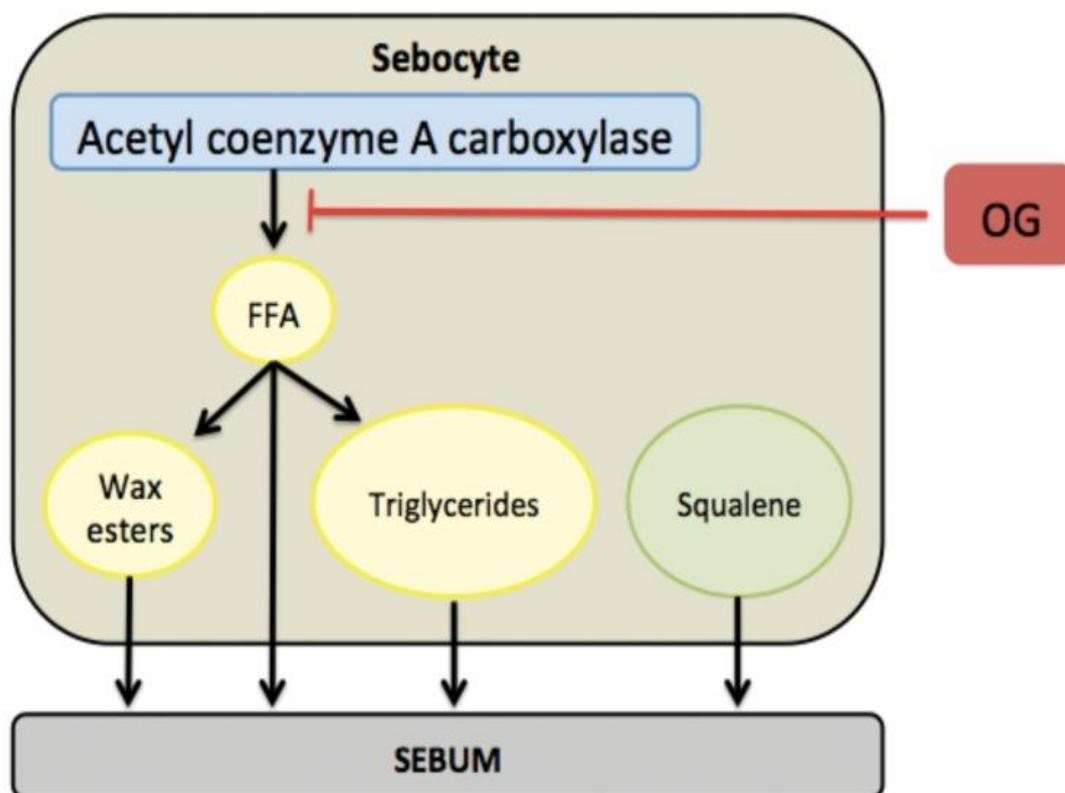 Sebocyte
Acetyl coenzyme A carboxylase
OG
FFA
Wax
esters
Triglycerides
Squalene
SEBUM